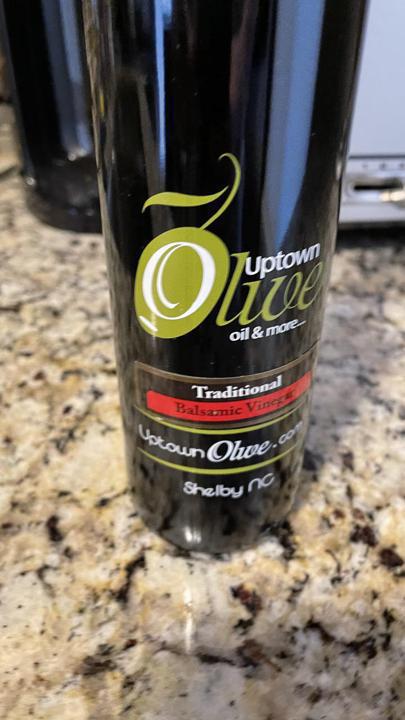 Uptown
Olive
oil & more...
Traditional
Balsamic Vinegar
UptownOlive.com
Shelby NC